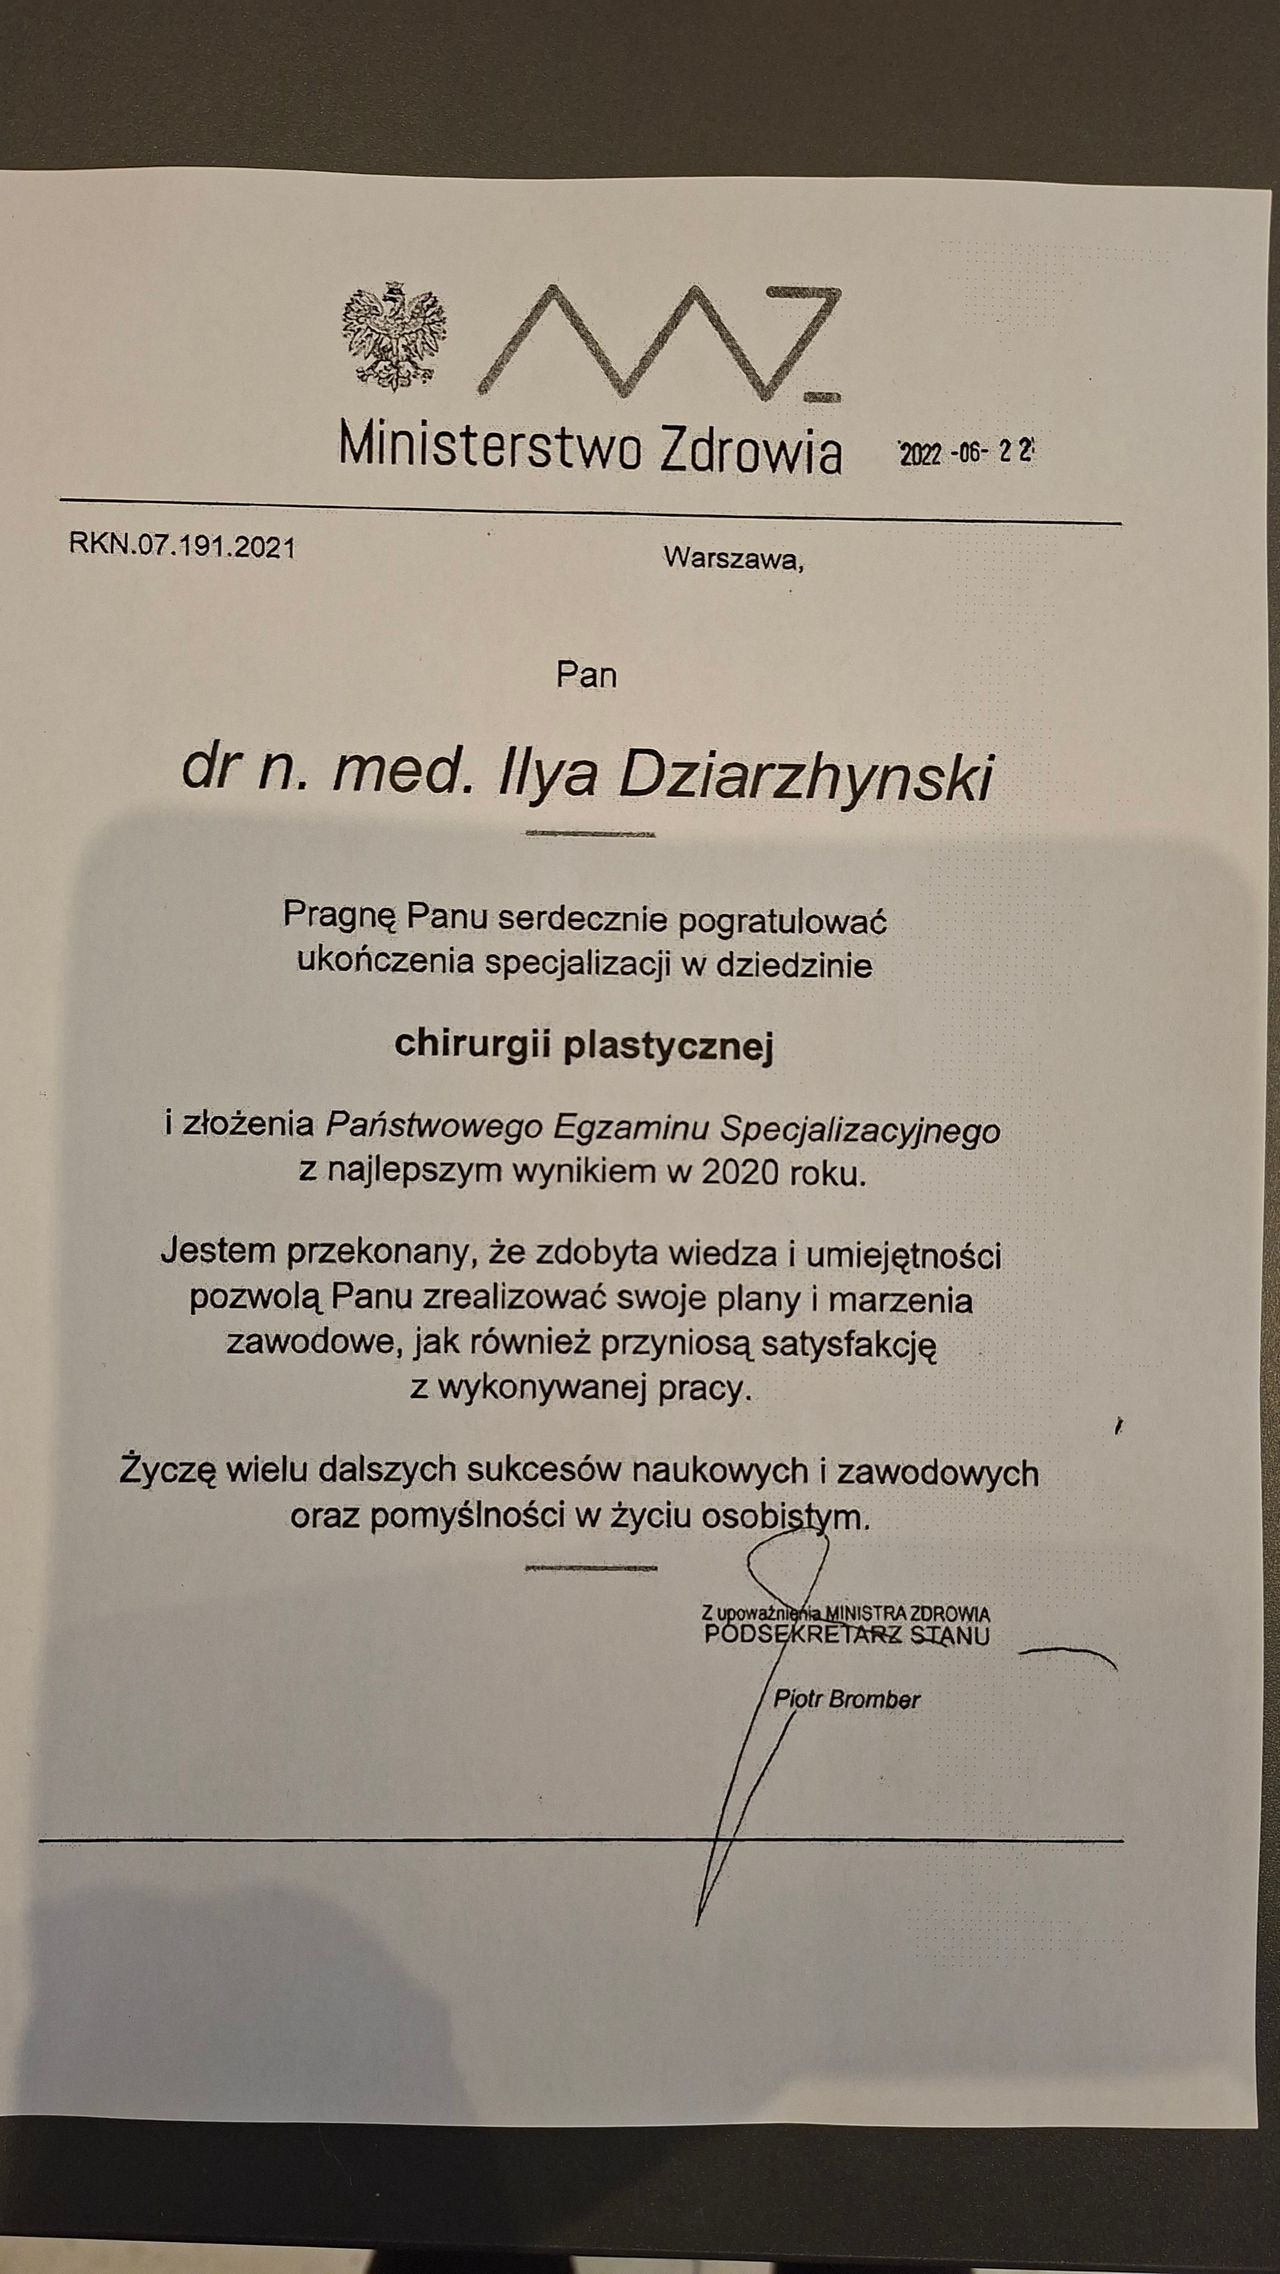 MZ
Ministerstwo Zdrowia
2022 -06- 2 2
RKN.07.191.2021
Warszawa,
Pan
dr n. med. Ilya Dziarzhynski
Pragnę Panu serdecznie pogratulować
ukończenia specjalizacji w dziedzinie
chirurgii plastycznej
i złożenia Państwowego Egzaminu Specjalizacyjnego
z najlepszym wynikiem w 2020 roku.
Jestem przekonany, że zdobyta wiedza i umiejętności
pozwolą Panu zrealizować swoje plany i marzenia
zawodowe, jak również przyniosą satysfakcję
z wykonywanej pracy.
Życzę wielu dalszych sukcesów naukowych i zawodowych
oraz pomyślności w życiu osobistym.
Z upoważnienia MINISTRA ZDROWIA
PODSEKRETARZ STANU
Piotr Bromber